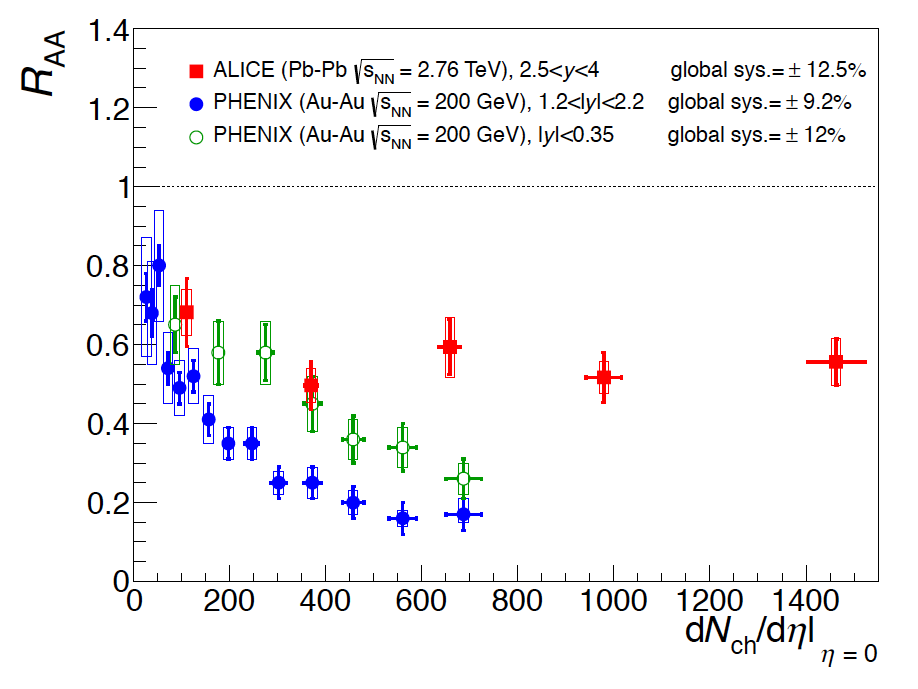 R_AA
1.4
1.2
1
0.8
0.6
0.4
0.2
0
ALICE (Pb-Pb √s_NN = 2.76 TeV), 2.5<y<4 global sys.= ± 12.5%
PHENIX (Au-Au √s_NN = 200 GeV), 1.2<|y|<2.2 global sys.= ± 9.2%
PHENIX (Au-Au √s_NN = 200 GeV), |y|<0.35 global sys.= ± 12%
0 200 400 600 800 1000 1200 1400
dN_ch/dη|_η = 0